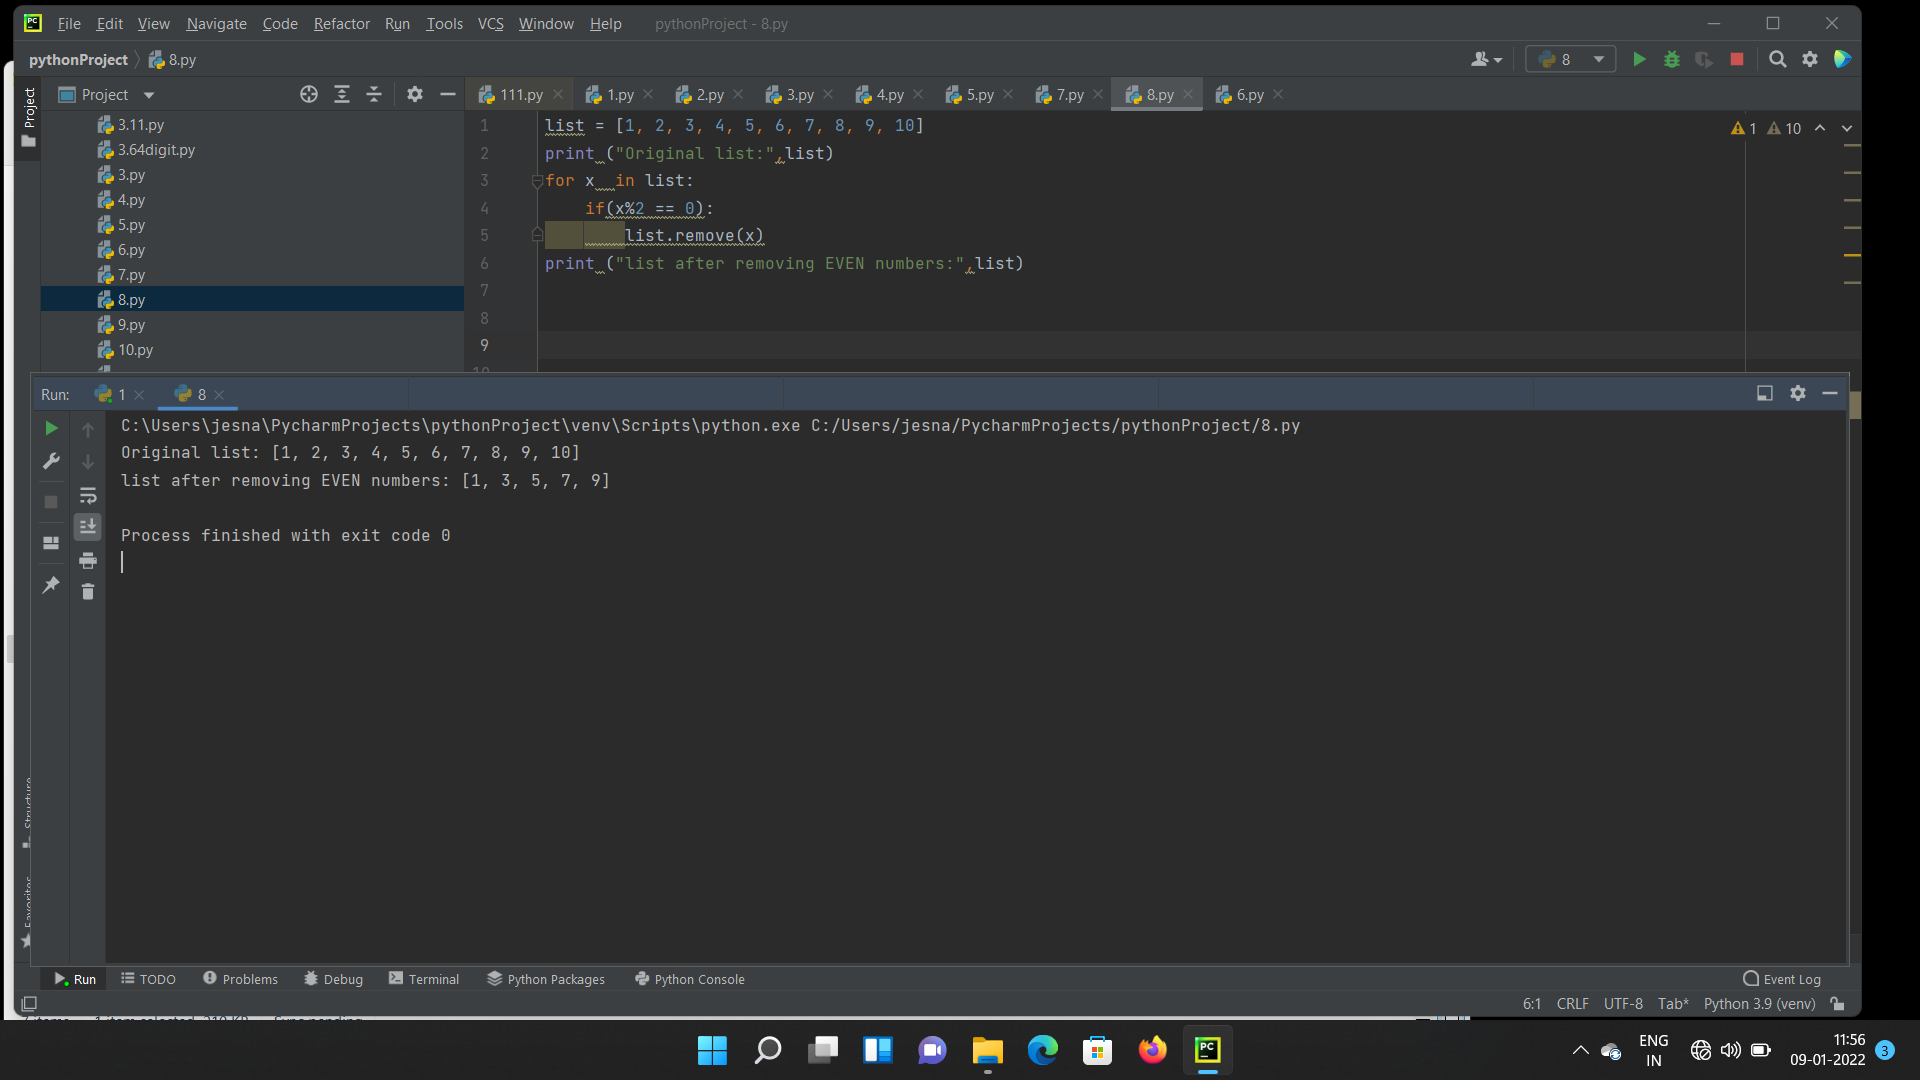 File Edit View Navigate Code Refactor Run Tools VCS Window Help pythonProject - 8.py
pythonProject 8.py 8
Project
Project 111.py 1.py 2.py 3.py 4.py 5.py 7.py 8.py 6.py
3.11.py
3.64digit.py
3.py
4.py
5.py
6.py
7.py
8.py
9.py
10.py
1 list = [1, 2, 3, 4, 5, 6, 7, 8, 9, 10]
2 print ("Original list:",list)
3 for x  in list:
4     if(x%2 == 0):
5         list.remove(x)
6 print ("list after removing EVEN numbers:",list)
7
8
9
10
1 10
Run: 1 8
C:\Users\jesna\PycharmProjects\pythonProject\venv\Scripts\python.exe C:/Users/jesna/PycharmProjects/pythonProject/8.py
Original list: [1, 2, 3, 4, 5, 6, 7, 8, 9, 10]
list after removing EVEN numbers: [1, 3, 5, 7, 9]
Process finished with exit code 0
Structure
Favorites
Run TODO Problems Debug Terminal Python Packages Python Console Event Log
6:1 CRLF UTF-8 Tab* Python 3.9 (venv)
PC
ENG
IN
11:56
09-01-2022
3